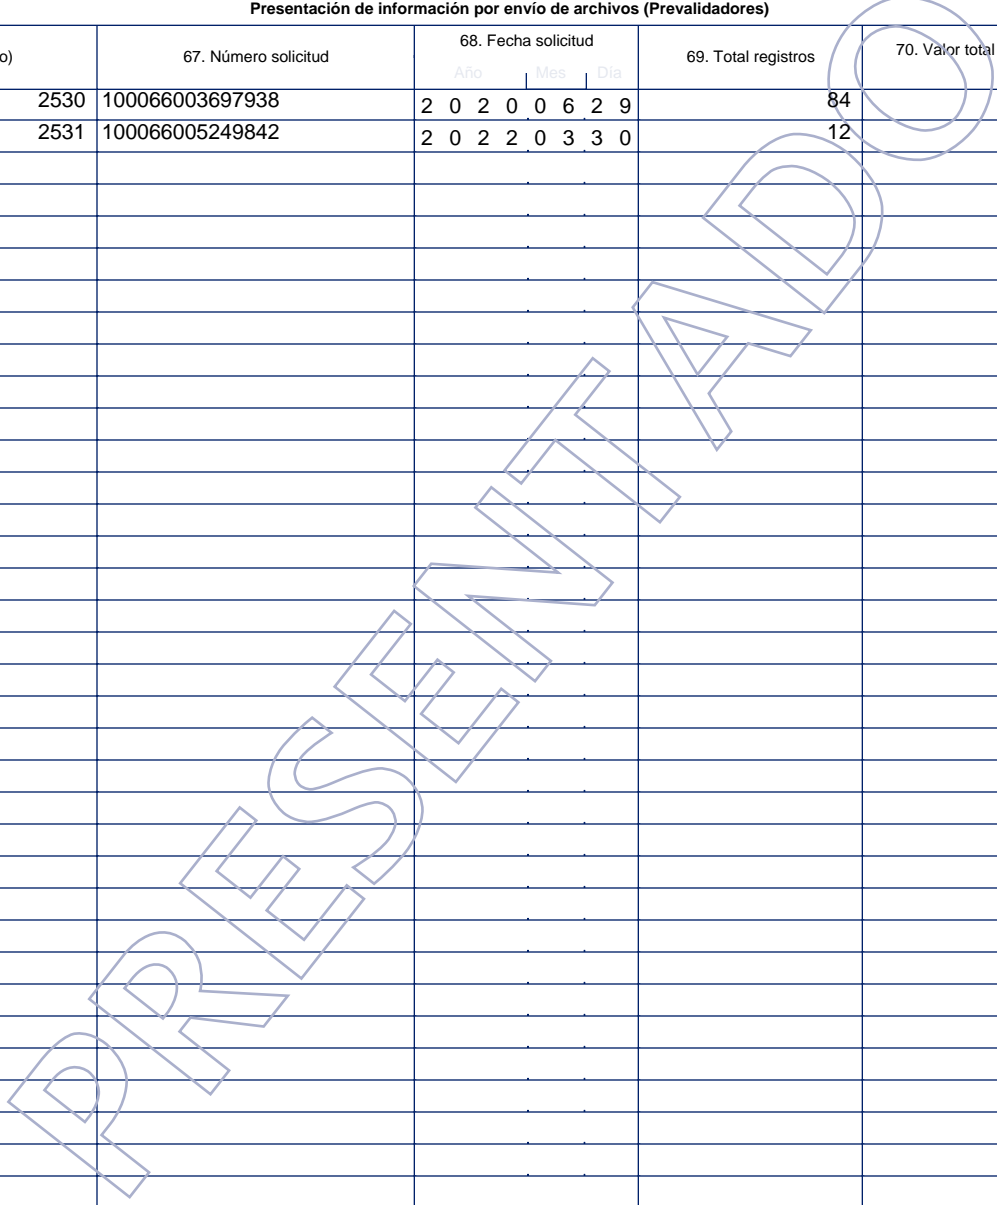 Presentación de información por envío de archivos (Prevalidadores)
o) 67. Número solicitud 68. Fecha solicitud 69. Total registros 70. Valor total
Año Mes Día
2530 100066003697938 2 0 2 0 0 6 2 9 84
2531 100066005249842 2 0 2 2 0 3 3 0 12
PRESENTADO